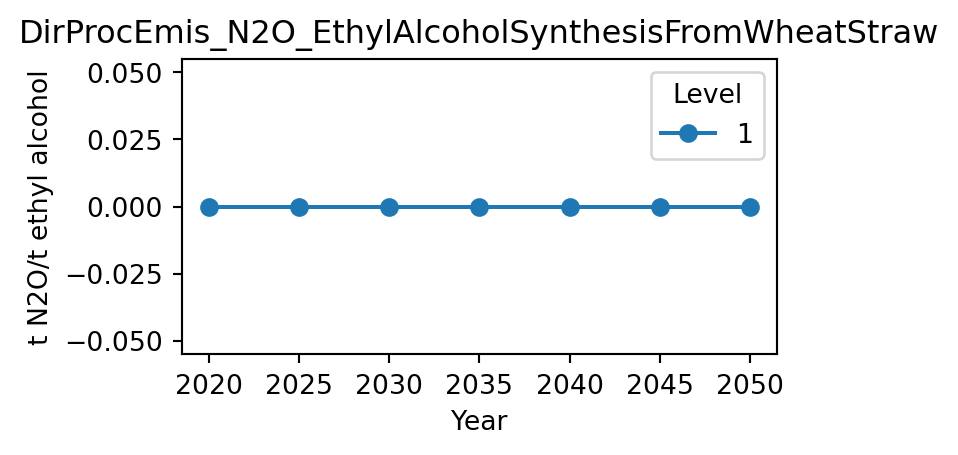 DirProcEmis_N2O_EthylAlcoholSynthesisFromWheatStraw
t N2O/t ethyl alcohol
0.050
0.025
0.000
−0.025
−0.050
Level
1
2020 2025 2030 2035 2040 2045 2050
Year